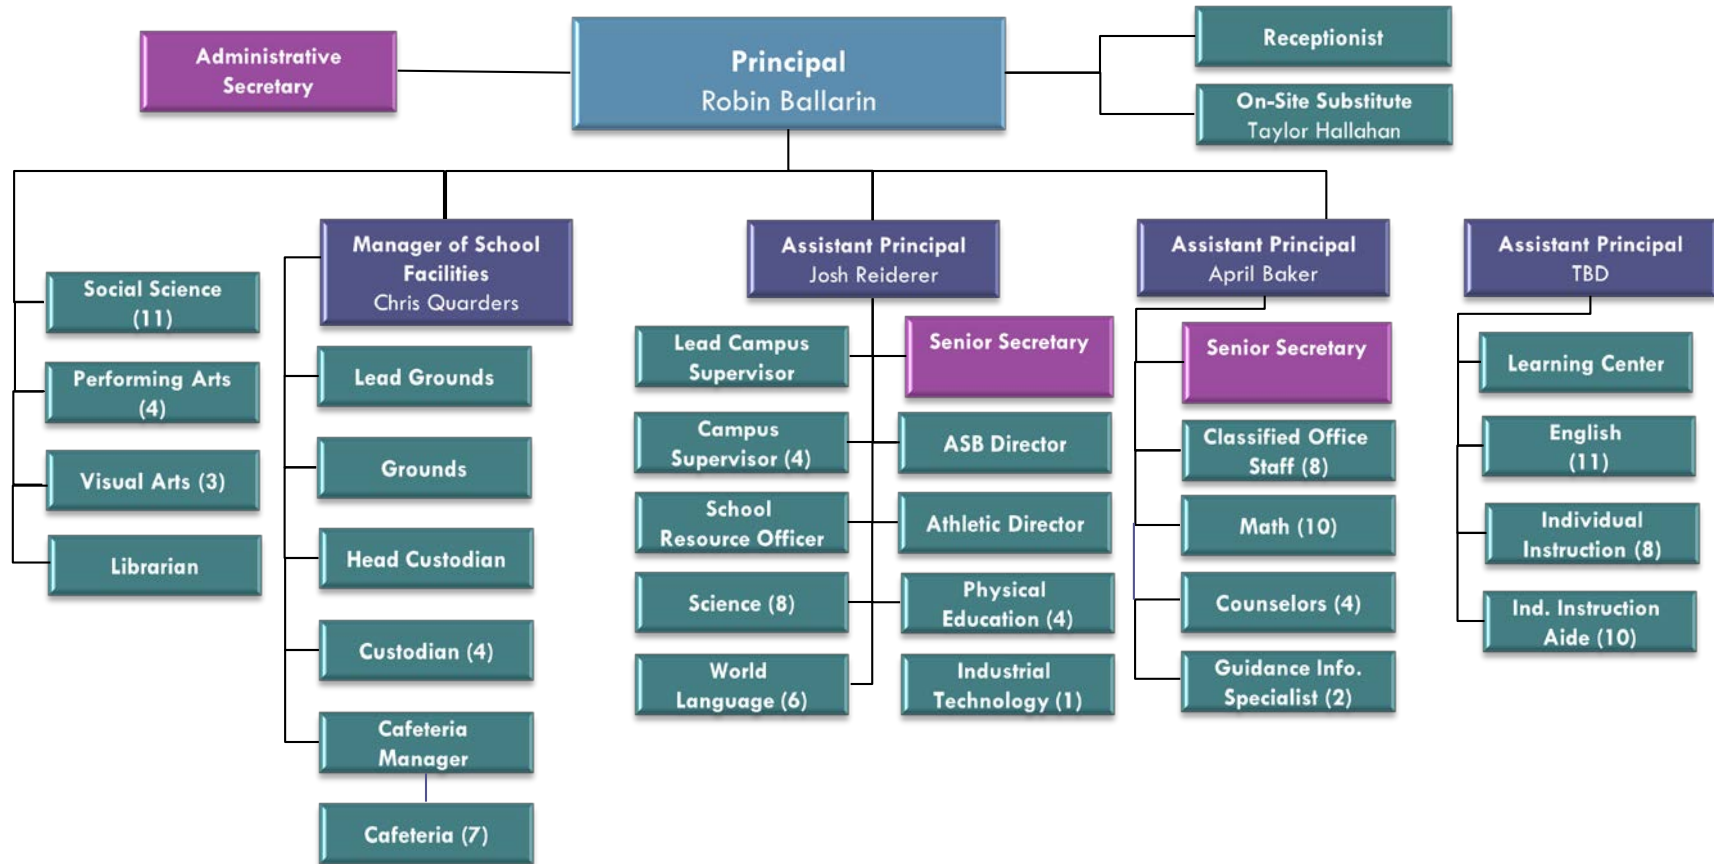 Administrative
Secretary
Principal
Robin Ballarin
Receptionist
On-Site Substitute
Taylor Hallahan
Social Science
(11)
Performing Arts
(4)
Visual Arts (3)
Librarian
Manager of School
Facilities
Chris Quarders
Lead Grounds
Grounds
Head Custodian
Custodian (4)
Cafeteria
Manager
Cafeteria (7)
Assistant Principal
Josh Reiderer
Lead Campus
Supervisor
Campus
Supervisor (4)
School
Resource Officer
Science (8)
World
Language (6)
Senior Secretary
ASB Director
Athletic Director
Physical
Education (4)
Industrial
Technology (1)
Assistant Principal
April Baker
Senior Secretary
Classified Office
Staff (8)
Math (10)
Counselors (4)
Guidance Info.
Specialist (2)
Assistant Principal
TBD
Learning Center
English
(11)
Individual
Instruction (8)
Ind. Instruction
Aide (10)